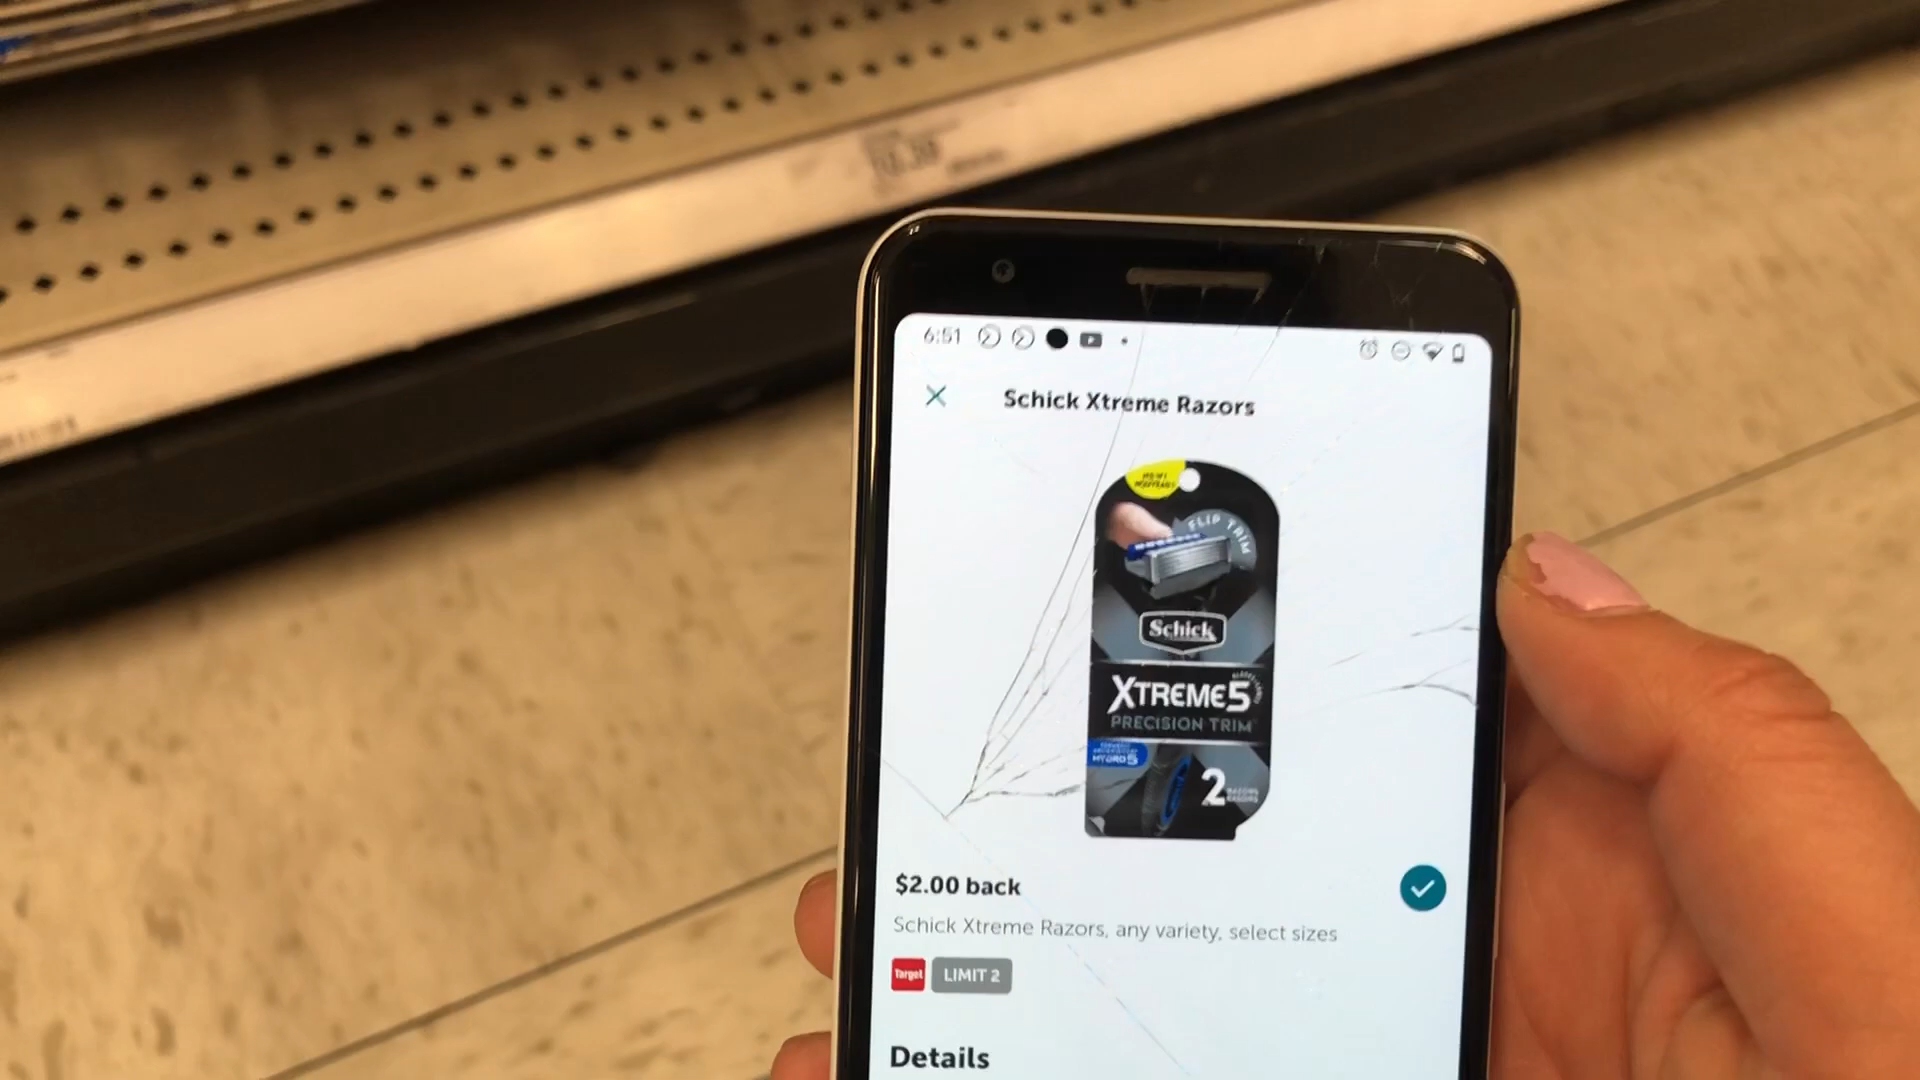 6:51
Schick Xtreme Razors
FLIP TRIM
Schick
XTREME5
PRECISION TRIM
HYDRO5
2
$2.00 back
Schick Xtreme Razors, any variety, select sizes
Target
LIMIT 2
Details